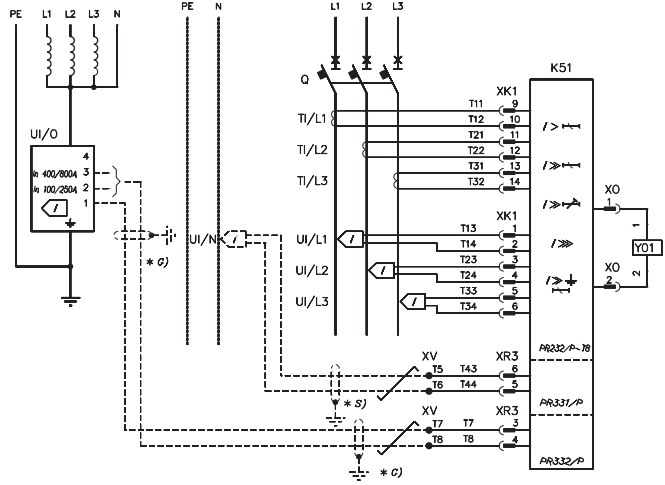 PE L1 L2 L3 N
PE N
L1 L2 L3
Q
K51
XK1
TI/L1 T11 9
T12 10
TI/L2 T21 11
T22 12
TI/L3 T31 13
T32 14
UI/O
4
In 400/800A 3
In 100/250A 2
1
I
I>
I>>
I>>
I>>>
I>>
XO
1
1
Y01
2
XO
2
XK1
UI/N I
UI/L1 I T13 1
T14 2
UI/L2 I T23 3
T24 4
UI/L3 I T33 5
T34 6
* G)
PR232/P-T8
XV XR3
T5 T43 6
T6 T44 5
* S)
PR331/P
XV XR3
T7 T7 3
T8 T8 4
* G)
PR332/P